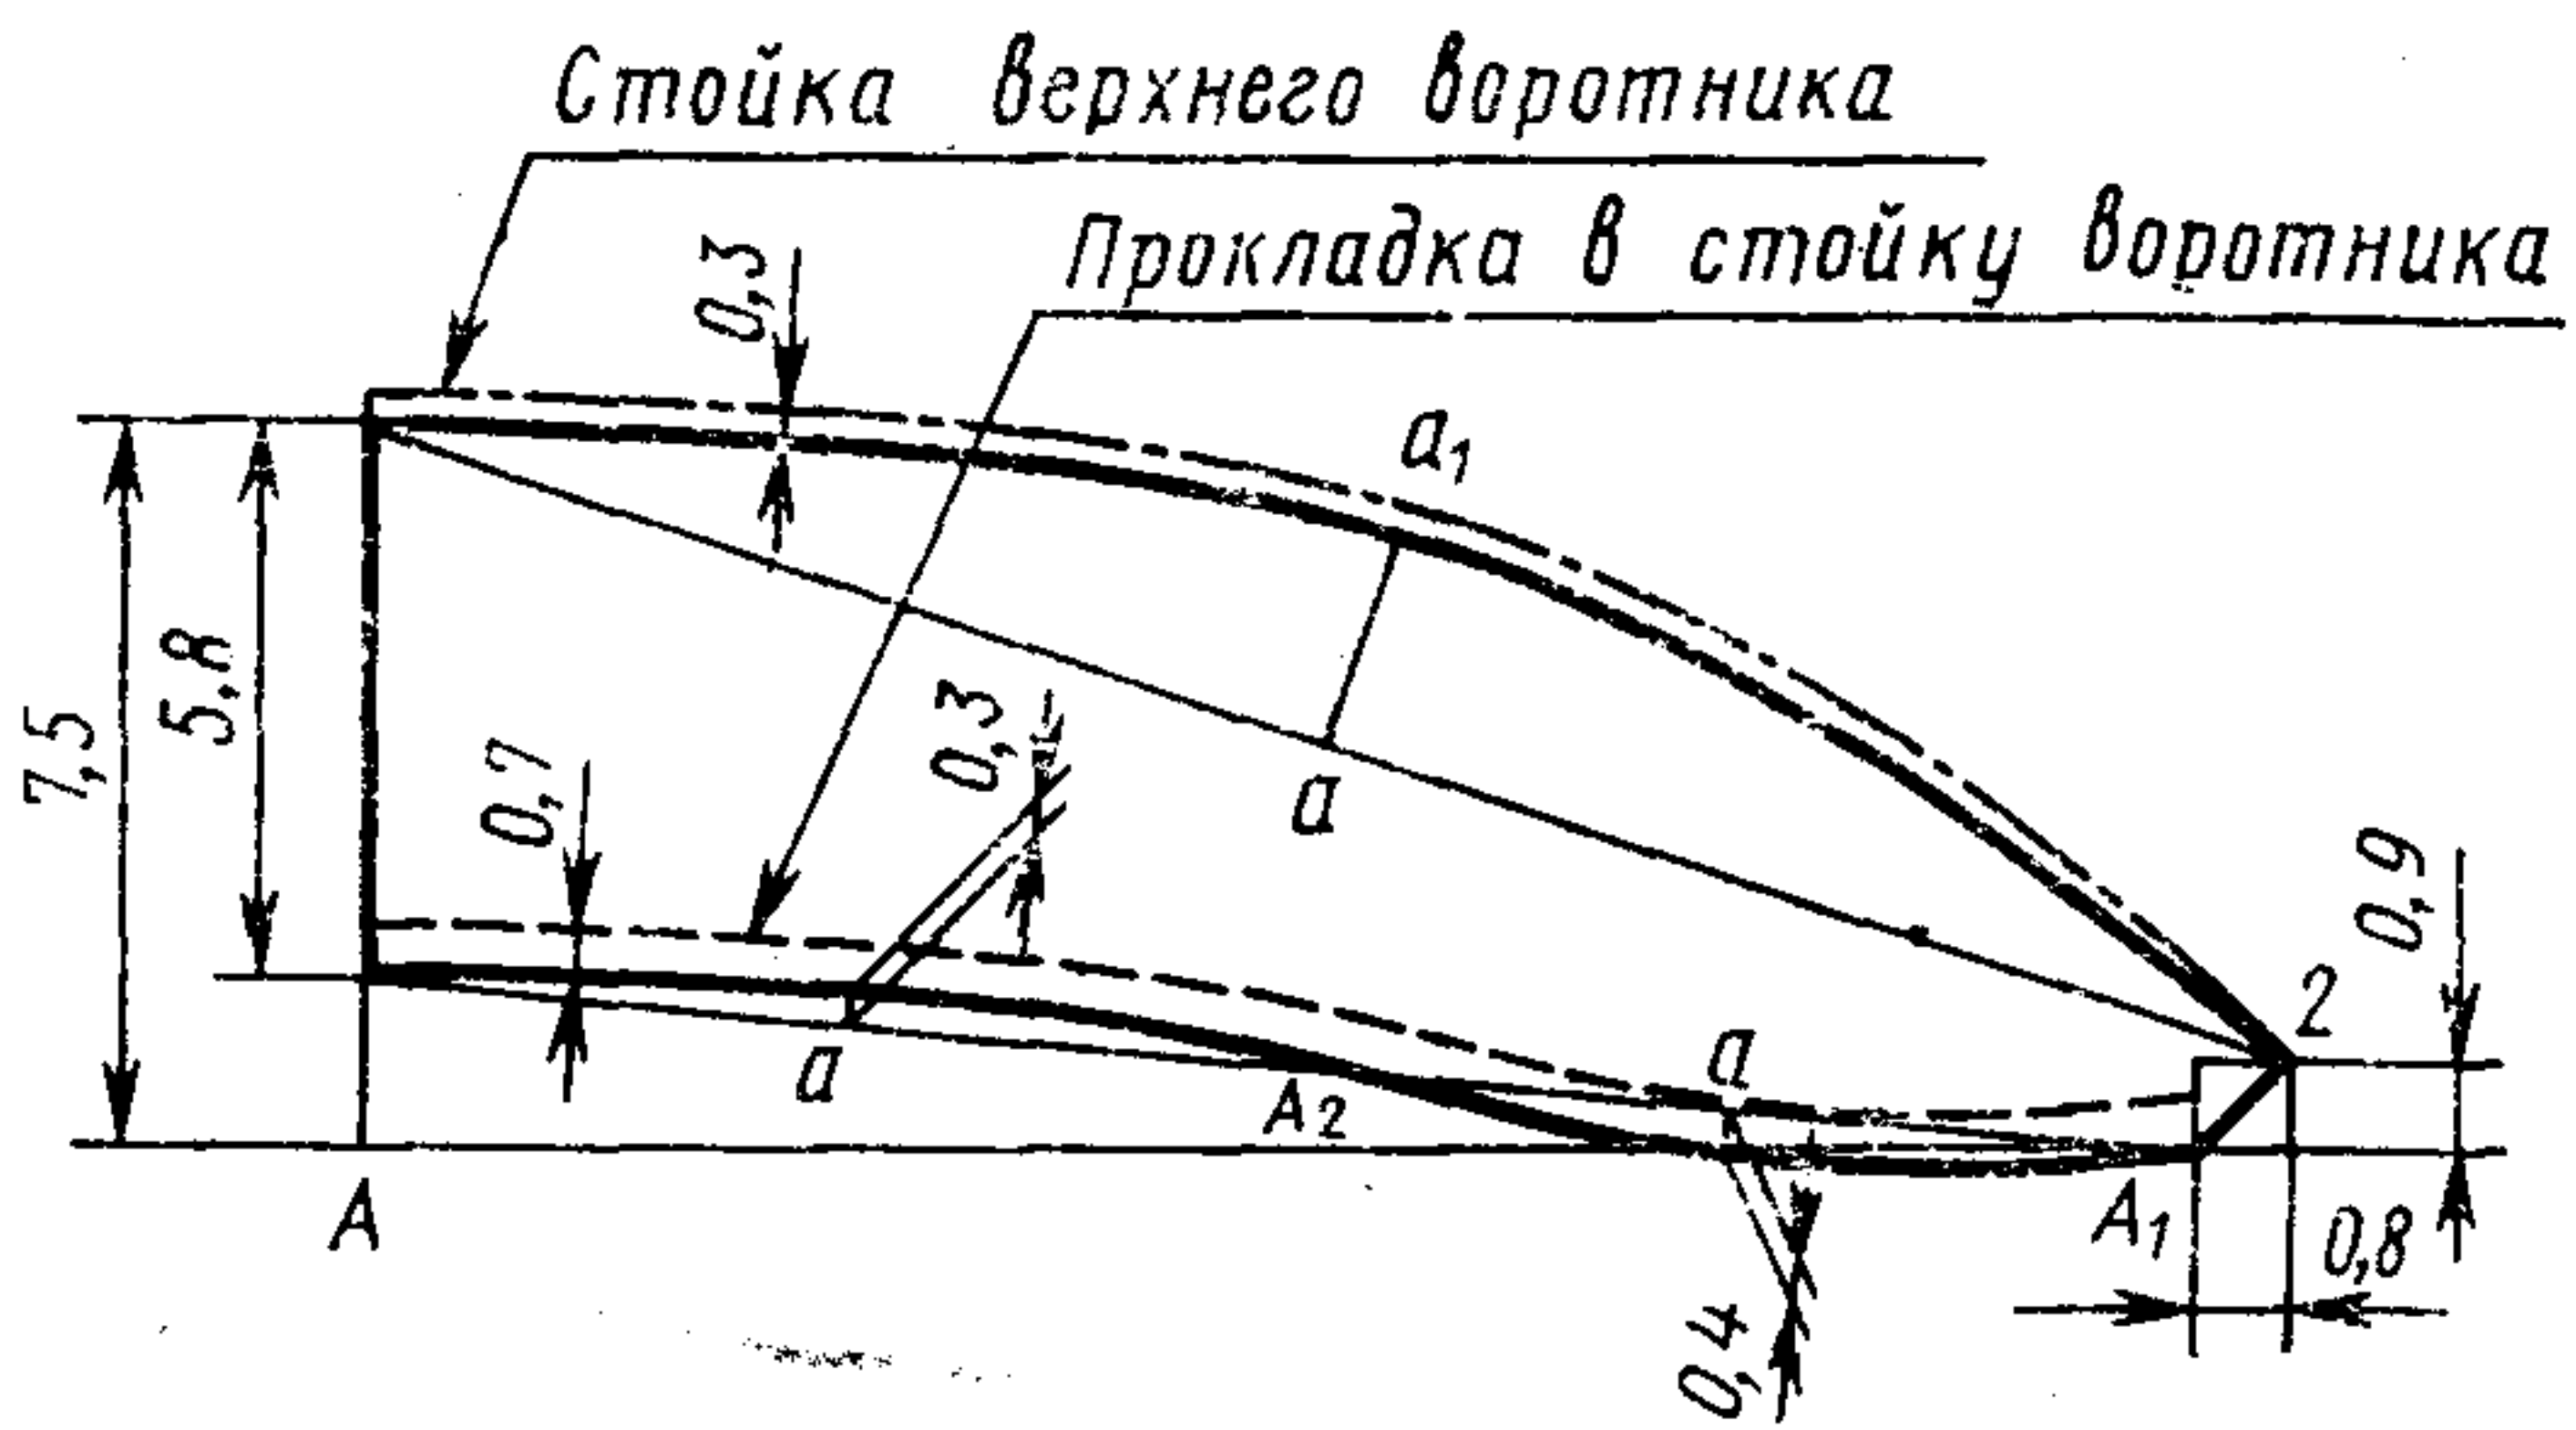 Стойка верхнего воротника
Прокладка в стойку воротника
0,3
a₁
7,5
5,8
0,7
0,3
a
0,9
2
a
a
A₂
A
A₁
0,8
0,4